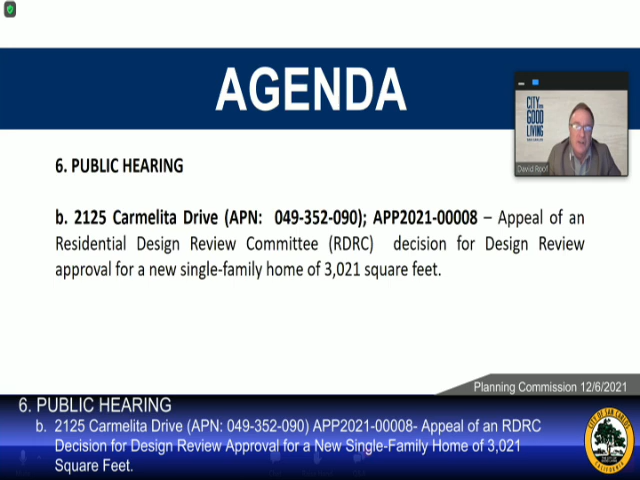 AGENDA
CITY
GOOD
LIVING
David Roof
6. PUBLIC HEARING
b. 2125 Carmelita Drive (APN: 049-352-090); APP2021-00008 – Appeal of an
Residential Design Review Committee (RDRC) decision for Design Review
approval for a new single-family home of 3,021 square feet.
Planning Commission 12/6/2021
6. PUBLIC HEARING
b. 2125 Carmelita Drive (APN: 049-352-090) APP2021-00008- Appeal of an RDRC
Decision for Design Review Approval for a New Single-Family Home of 3,021
Square Feet.
CITY OF SAN CARLOS
CALIFORNIA